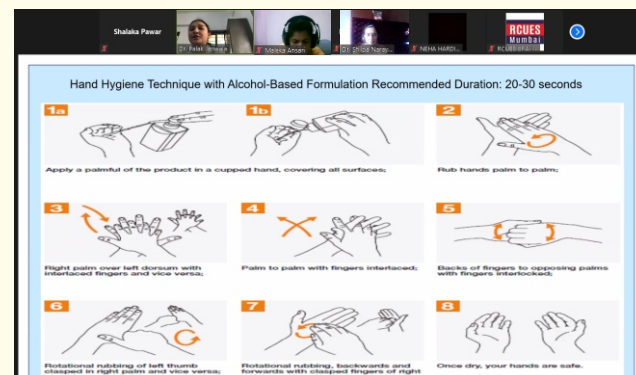 Shalaka Pawar
Maleka Ansari
NEHA HARDI...
RCUES
Mumbai
Hand Hygiene Technique with Alcohol-Based Formulation Recommended Duration: 20-30 seconds
1a
1b
2
Apply a palmful of the product in a cupped hand, covering all surfaces;
Rub hands palm to palm;
3
4
5
Right palm over left dorsum with
interlaced fingers and vice versa;
Palm to palm with fingers interlaced;
Backs of fingers to opposing palms
with fingers interlocked;
6
7
8
Rotational rubbing of left thumb
clasped in right palm and vice versa;
Rotational rubbing, backwards and
forwards with clasped fingers of right
Once dry, your hands are safe.